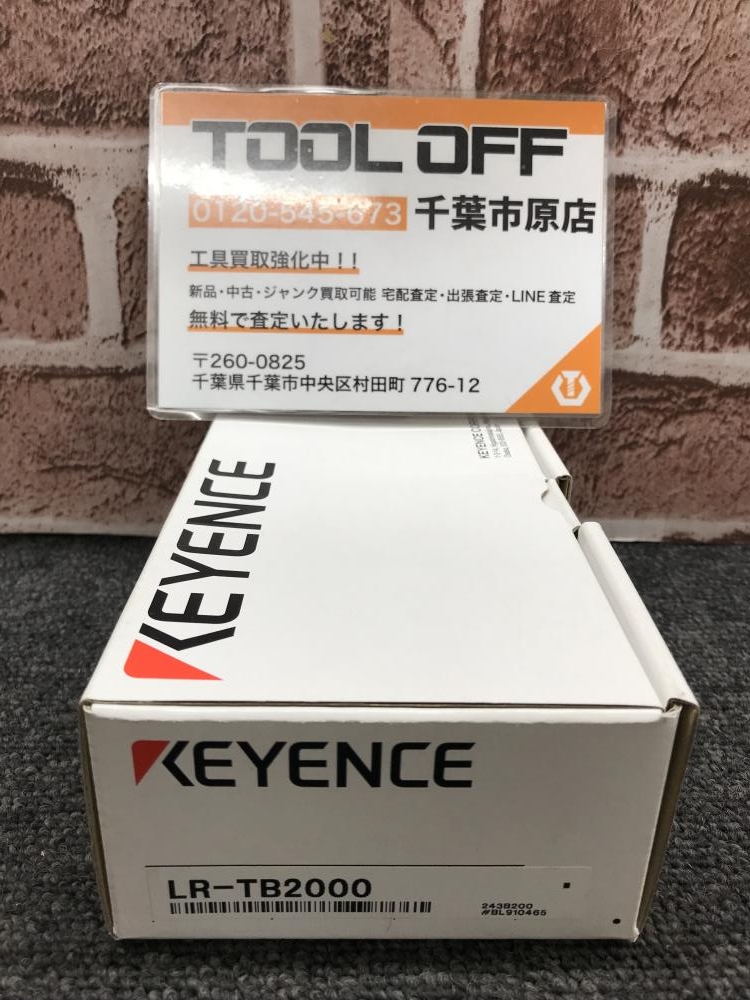 TOOL OFF
0120-545-673 千葉市原店
工具買取強化中！！
新品・中古・ジャンク買取可能 宅配査定・出張査定・LINE査定
無料で査定いたします！
〒260-0825
千葉県千葉市中央区村田町 776-12
KEYENCE
KEYENCE
LR-TB2000
243B200
#BL910465